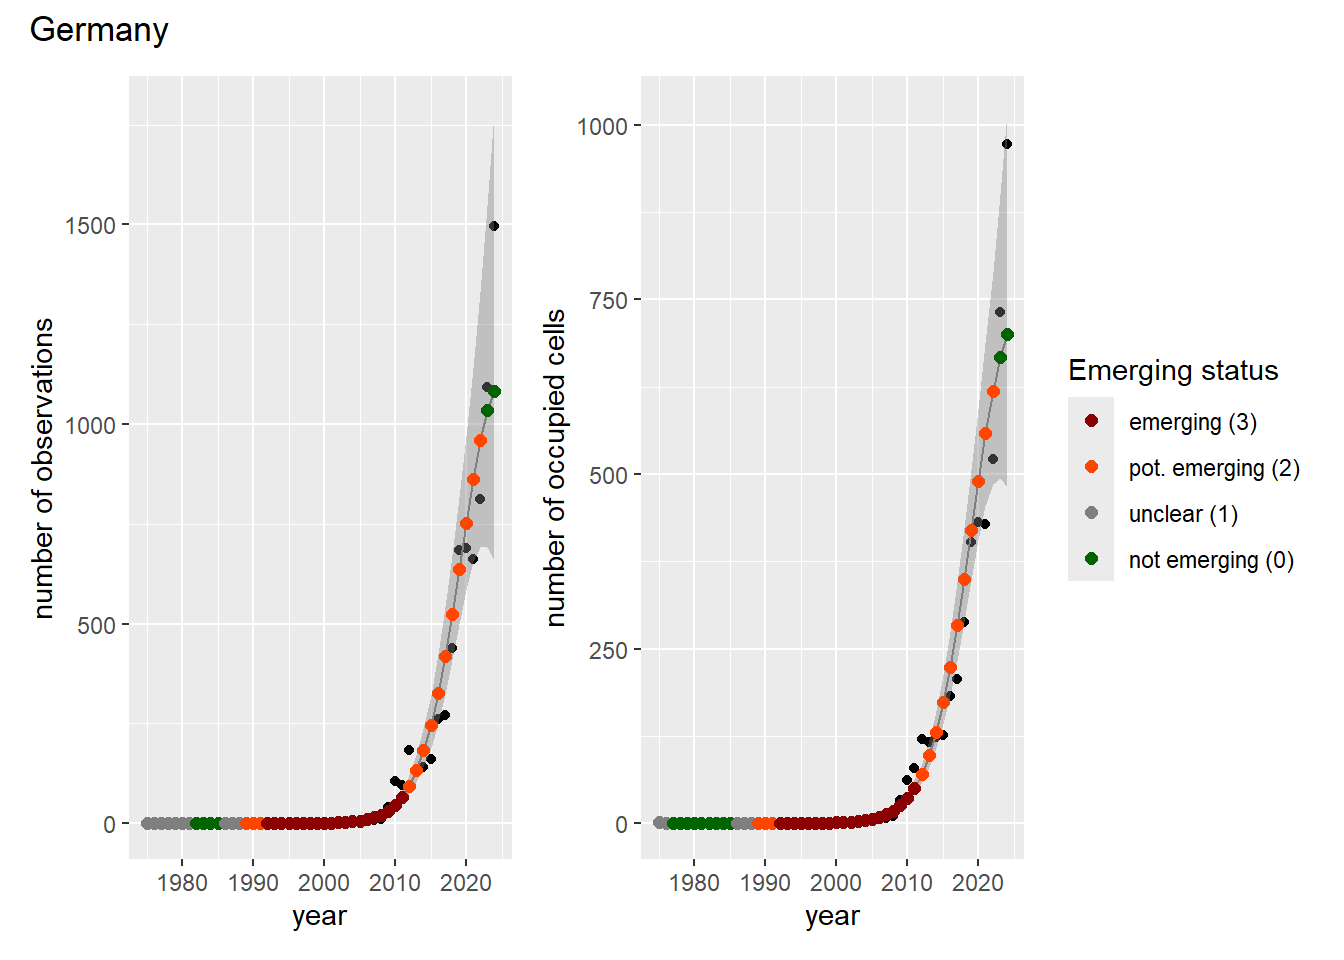 Germany
number of observations
1500
1000
500
0
1980 1990 2000 2010 2020
year
number of occupied cells
1000
750
500
250
0
1980 1990 2000 2010 2020
year
Emerging status
emerging (3)
pot. emerging (2)
unclear (1)
not emerging (0)